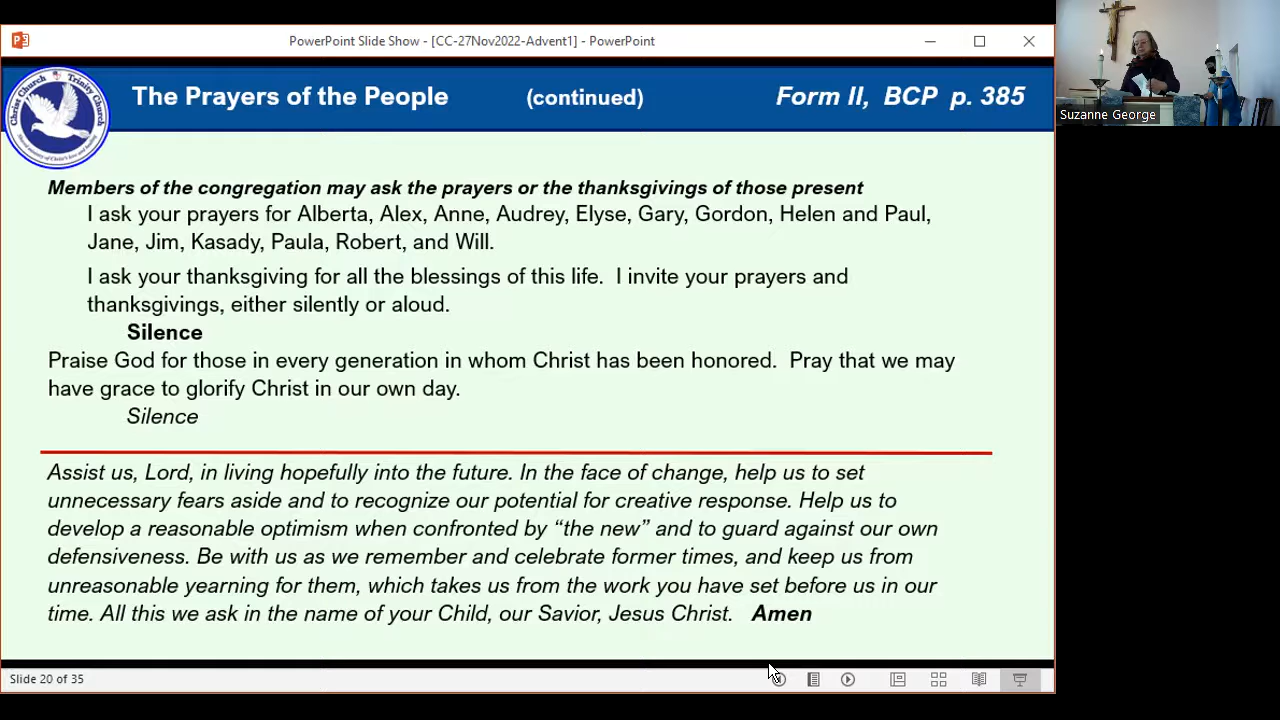 PowerPoint Slide Show - [CC-27Nov2022-Advent1] - PowerPoint
Christ Church Trinity Church
The Prayers of the People (continued) Form II, BCP p. 385
Suzanne George
Members of the congregation may ask the prayers or the thanksgivings of those present
I ask your prayers for Alberta, Alex, Anne, Audrey, Elyse, Gary, Gordon, Helen and Paul,
Jane, Jim, Kasady, Paula, Robert, and Will.
I ask your thanksgiving for all the blessings of this life. I invite your prayers and
thanksgivings, either silently or aloud.
Silence
Praise God for those in every generation in whom Christ has been honored. Pray that we may
have grace to glorify Christ in our own day.
Silence
Assist us, Lord, in living hopefully into the future. In the face of change, help us to set
unnecessary fears aside and to recognize our potential for creative response. Help us to
develop a reasonable optimism when confronted by “the new” and to guard against our own
defensiveness. Be with us as we remember and celebrate former times, and keep us from
unreasonable yearning for them, which takes us from the work you have set before us in our
time. All this we ask in the name of your Child, our Savior, Jesus Christ. Amen
Slide 20 of 35